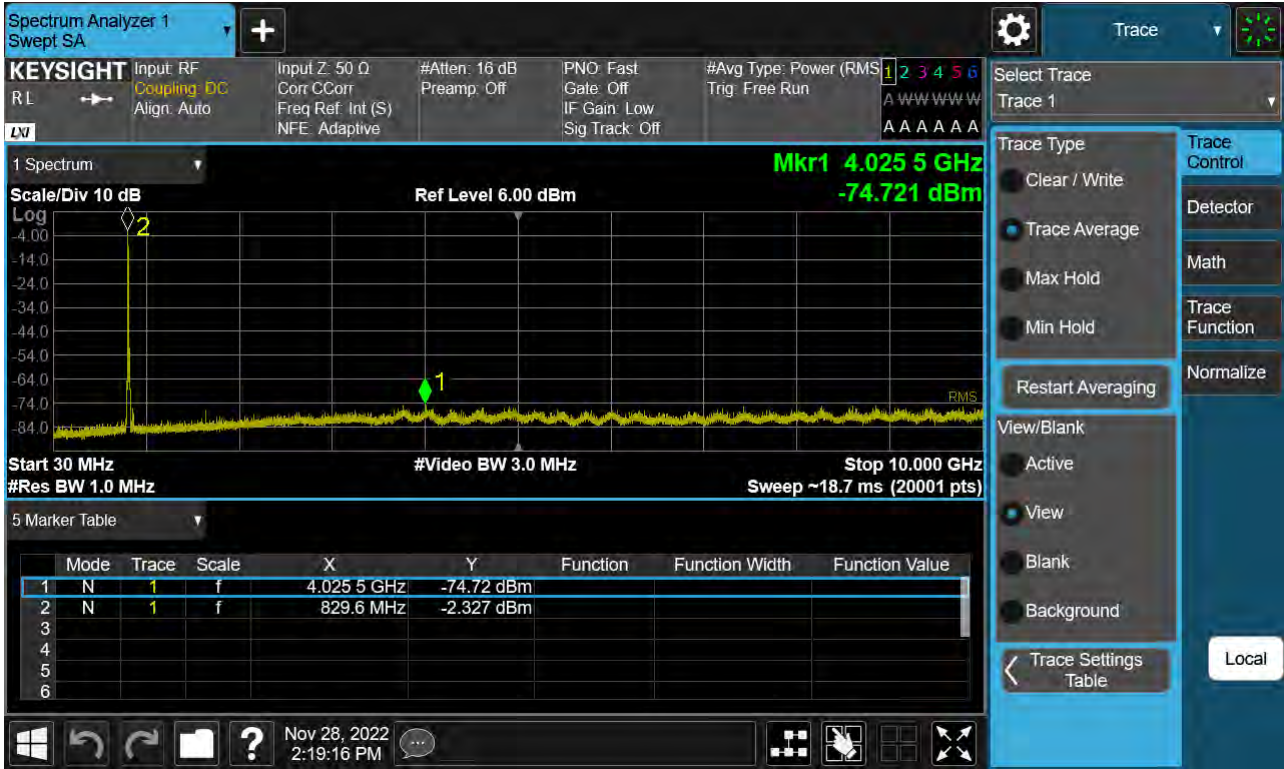 Spectrum Analyzer 1
Swept SA
+
Trace
KEYSIGHT
RL
LXI
Input: RF
Coupling: DC
Align: Auto
Input Z: 50 Ω
Corr CCorr
Freq Ref: Int (S)
NFE: Adaptive
#Atten: 16 dB
Preamp: Off
PNO: Fast
Gate: Off
IF Gain: Low
Sig Track: Off
#Avg Type: Power (RMS
Trig: Free Run
1 2 3 4 5 6
A W W W W W
A A A A A A
Select Trace
Trace 1
1 Spectrum
Mkr1 4.025 5 GHz
-74.721 dBm
Scale/Div 10 dB
Ref Level 6.00 dBm
Log
-4.00
-14.0
-24.0
-34.0
-44.0
-54.0
-64.0
-74.0
-84.0
2
1
RMS
Start 30 MHz
#Video BW 3.0 MHz
Stop 10.000 GHz
#Res BW 1.0 MHz
Sweep ~18.7 ms (20001 pts)
5 Marker Table
Mode Trace Scale X Y Function Function Width Function Value
1 N 1 f 4.025 5 GHz -74.72 dBm
2 N 1 f 829.6 MHz -2.327 dBm
3
4
5
6
Trace Type
Clear / Write
Trace Average
Max Hold
Min Hold
Restart Averaging
View/Blank
Active
View
Blank
Background
Trace Settings
Table
Trace
Control
Detector
Math
Trace
Function
Normalize
Local
?
Nov 28, 2022
2:19:16 PM